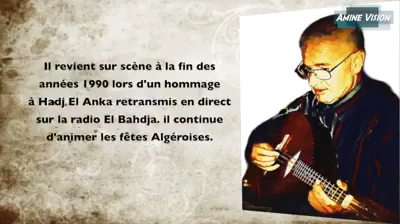 AMINE VISION
Il revient sur scène à la fin des
années 1990 lors d'un hommage
à Hadj.El Anka retransmis en direct
sur la radio El Bahdja. il continue
d'animer les fêtes Algéroises.